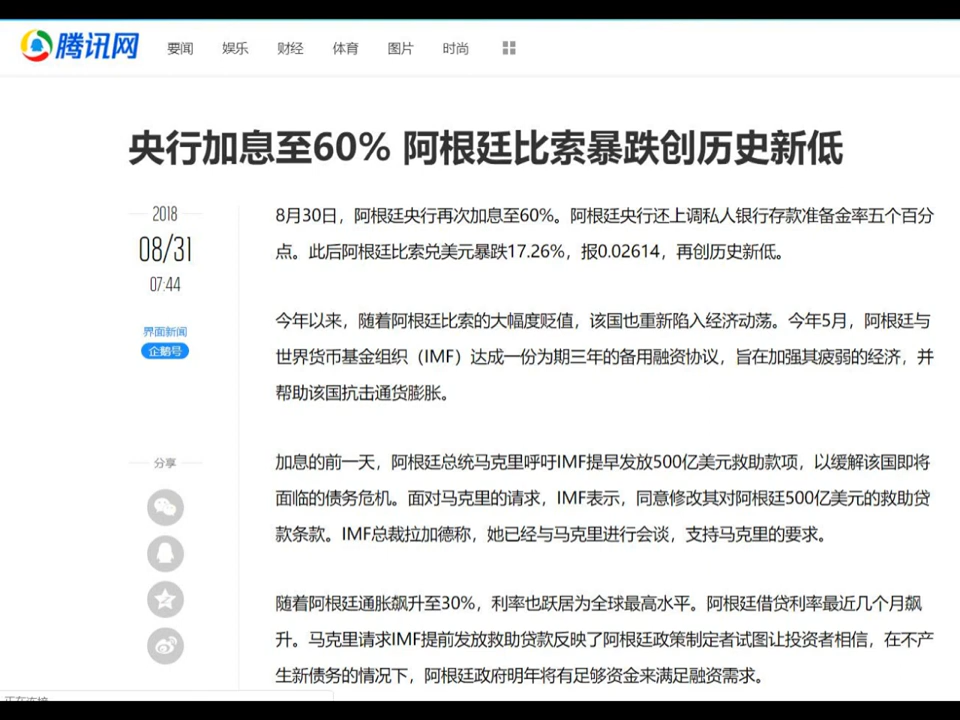 腾讯网
要闻 娱乐 财经 体育 图片 时尚
央行加息至60% 阿根廷比索暴跌创历史新低
2018
08/31
07:44
界面新闻
企鹅号
分享
8月30日，阿根廷央行再次加息至60%。阿根廷央行还上调私人银行存款准备金率五个百分
点。此后阿根廷比索兑美元暴跌17.26%，报0.02614，再创历史新低。
今年以来，随着阿根廷比索的大幅度贬值，该国也重新陷入经济动荡。今年5月，阿根廷与
世界货币基金组织（IMF）达成一份为期三年的备用融资协议，旨在加强其疲弱的经济，并
帮助该国抗击通货膨胀。
加息的前一天，阿根廷总统马克里呼吁IMF提早发放500亿美元救助款项，以缓解该国即将
面临的债务危机。面对马克里的请求，IMF表示，同意修改其对阿根廷500亿美元的救助贷
款条款。IMF总裁拉加德称，她已经与马克里进行会谈，支持马克里的要求。
随着阿根廷通胀飙升至30%，利率也跃居为全球最高水平。阿根廷借贷利率最近几个月飙
升。马克里请求IMF提前发放救助贷款反映了阿根廷政策制定者试图让投资者相信，在不产
生新债务的情况下，阿根廷政府明年将有足够资金来满足融资需求。